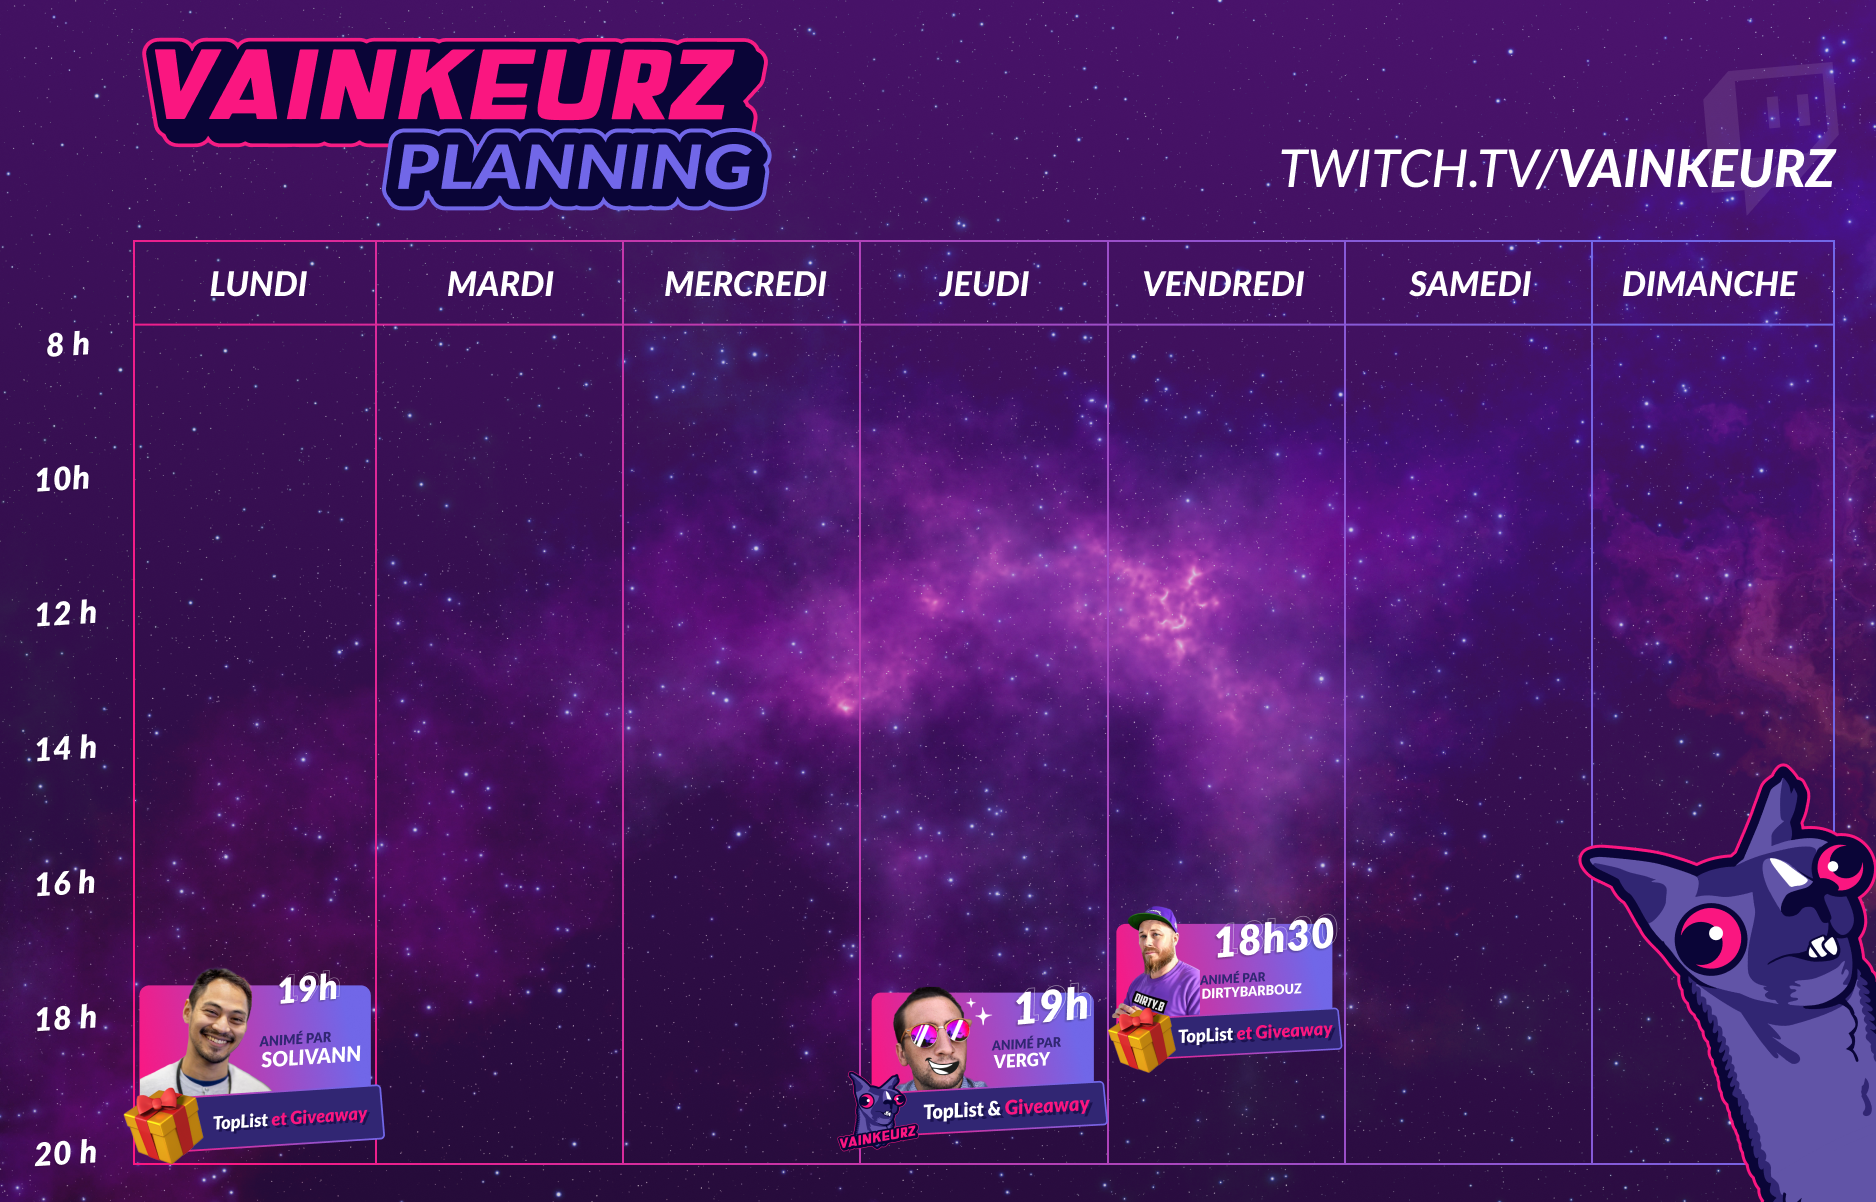 VAINKEURZ
PLANNING
TWITCH.TV/VAINKEURZ
LUNDI
MARDI
MERCREDI
JEUDI
VENDREDI
SAMEDI
DIMANCHE
8 h
10h
12 h
14 h
16 h
18 h
20 h
19h
ANIMÉ PAR
SOLIVANN
TopList et Giveaway
19h
ANIMÉ PAR
VERGY
TopList & Giveaway
VAINKEURZ
18h30
ANIMÉ PAR
DIRTYBARBOUZ
DIRTY.B
TopList et Giveaway